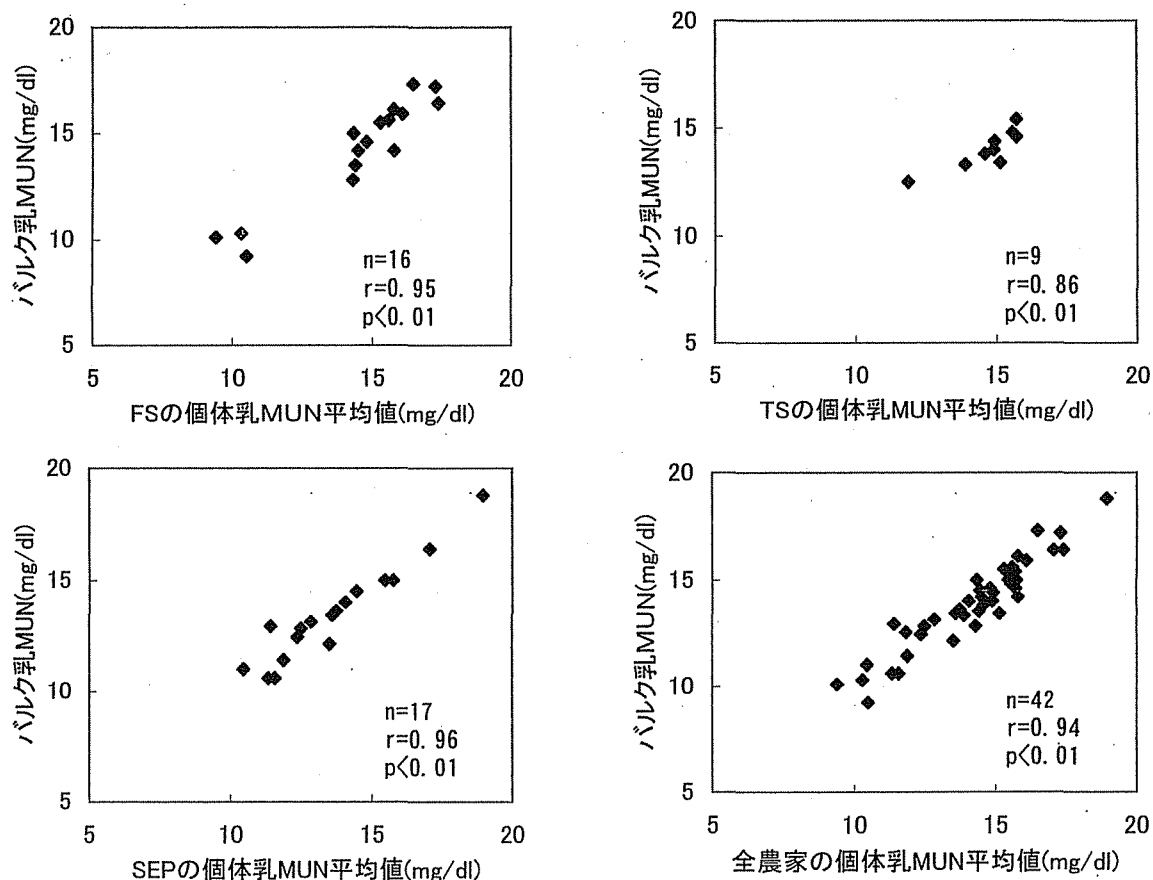 20
15
10
5
バルク乳MUN(mg/dl)
n=16
r=0.95
p<0.01
5 10 15 20
FSの個体乳MUN平均値(mg/dl)
20
15
10
5
バルク乳MUN(mg/dl)
n=9
r=0.86
p<0.01
5 10 15 20
TSの個体乳MUN平均値(mg/dl)
20
15
10
5
バルク乳MUN(mg/dl)
n=17
r=0.96
p<0.01
5 10 15 20
SEPの個体乳MUN平均値(mg/dl)
20
15
10
5
バルク乳MUN(mg/dl)
n=42
r=0.94
p<0.01
5 10 15 20
全農家の個体乳MUN平均値(mg/dl)